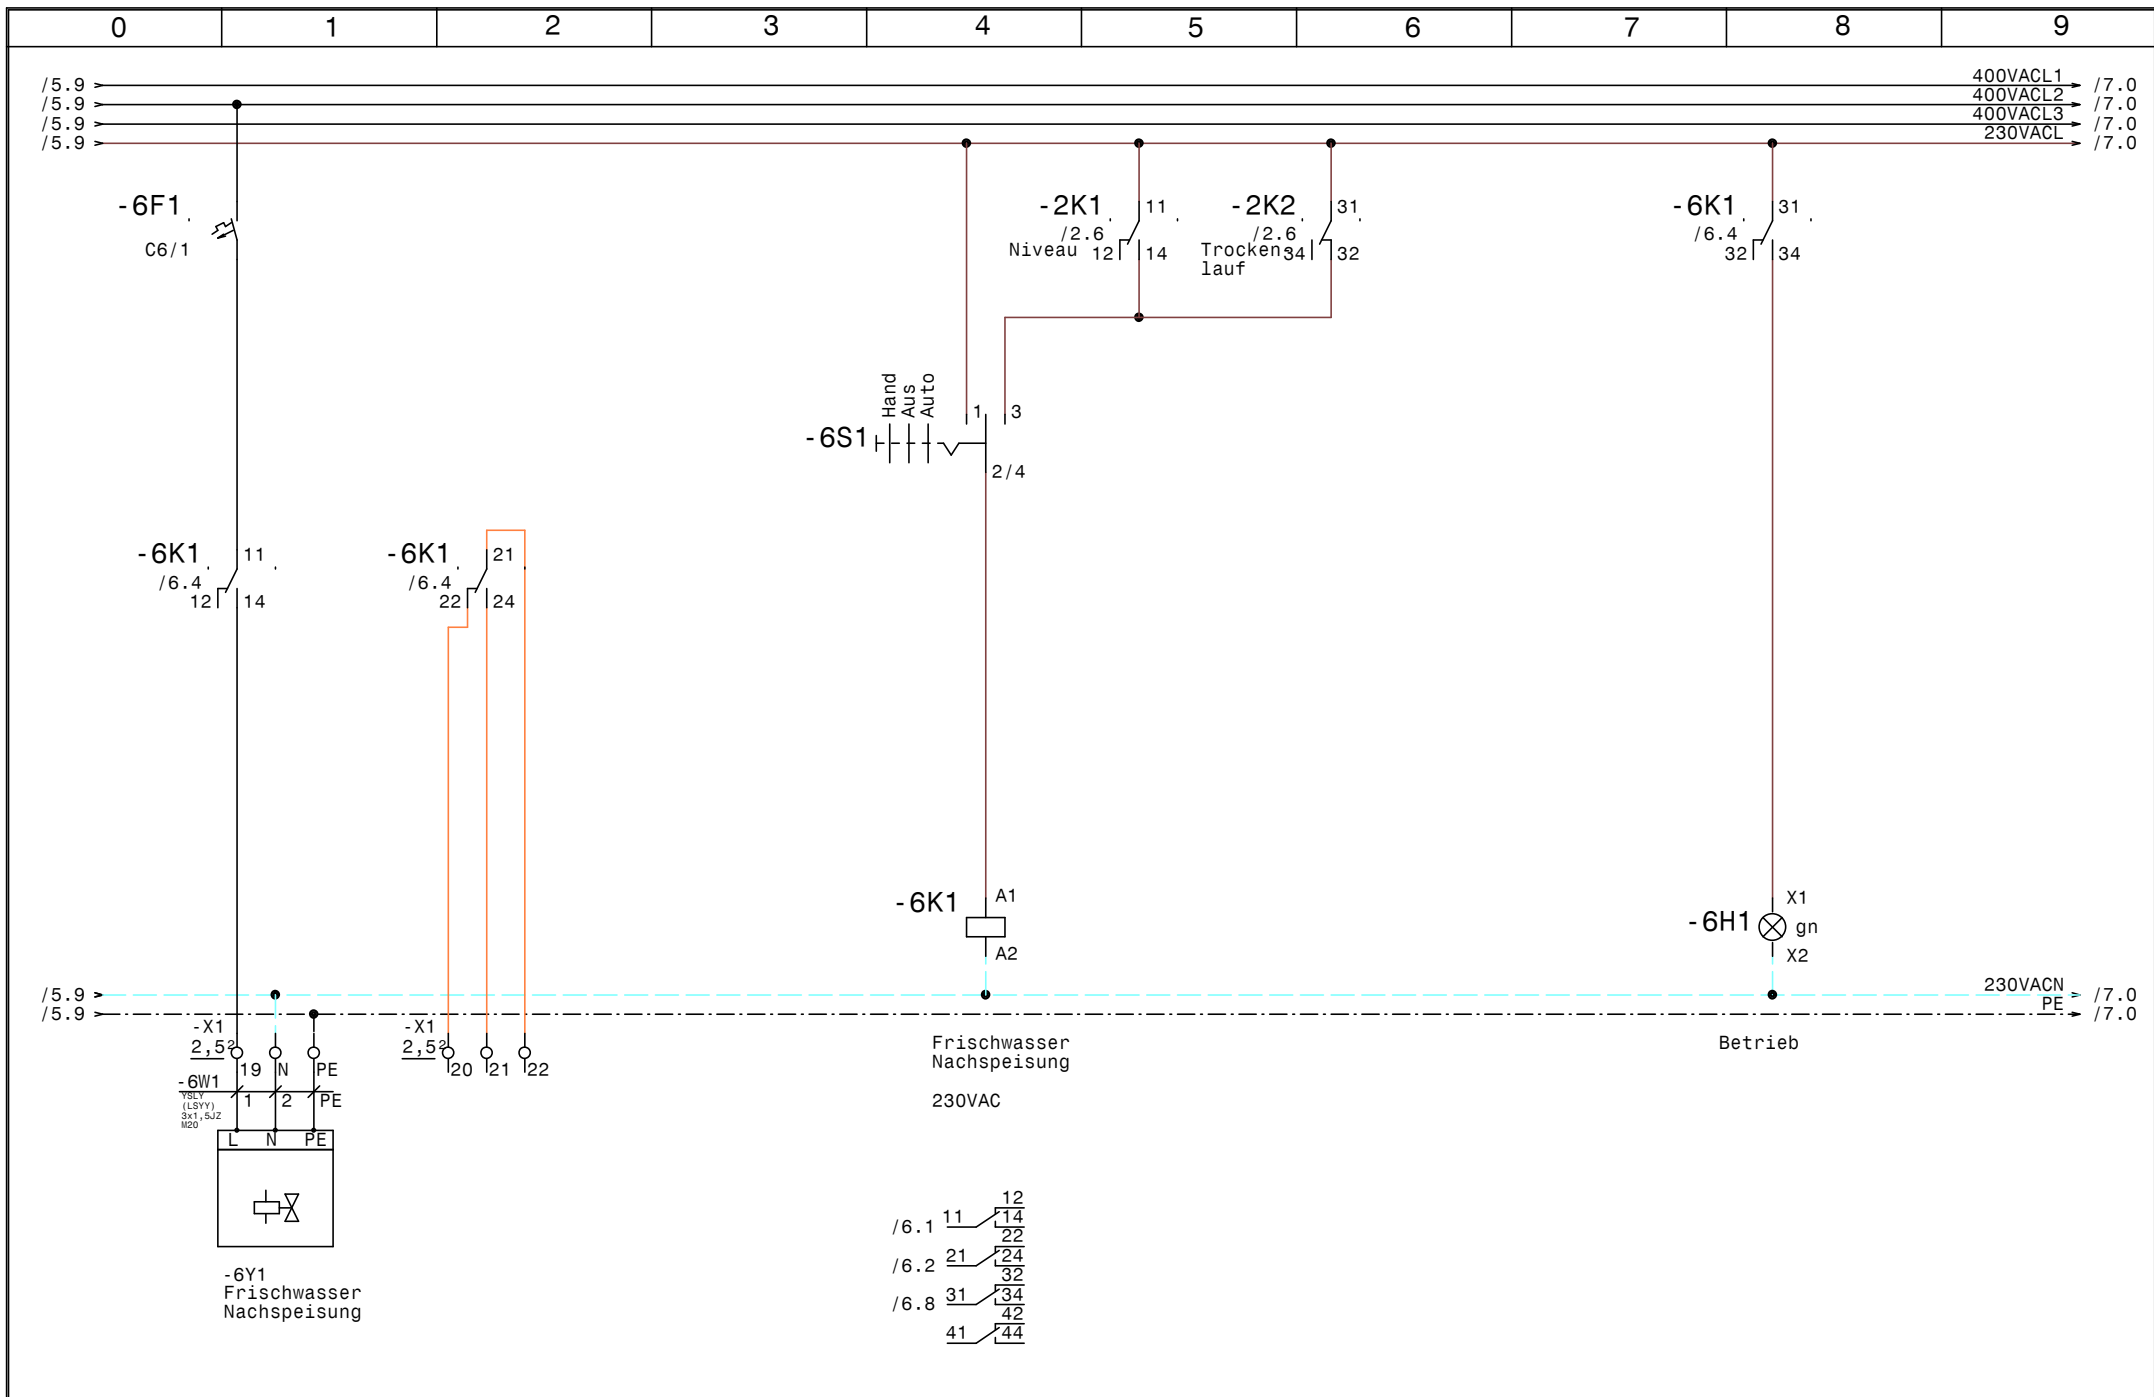 0 1 2 3 4 5 6 7 8 9
/5.9 400VACL1 /7.0
/5.9 400VACL2 /7.0
/5.9 400VACL3 /7.0
/5.9 230VACL /7.0
-6F1
C6/1
-2K1 11
/2.6
Niveau 12 14
-2K2 31
/2.6
Trocken 34 32
lauf
-6K1 31
/6.4
32 34
Hand
Aus
Auto
-6S1
1 3
2/4
-6K1 11
/6.4
12 14
-6K1 21
/6.4
22 24
-6K1 A1
A2
-6H1 X1
gn
X2
/5.9 230VACN /7.0
/5.9 PE /7.0
-X1
2,5²
19 N PE
-X1
2,5²
20 21 22
-6W1
YSLY
(LSYY)
3x1,5JZ
M20
1 2 PE
L N PE
-6Y1
Frischwasser
Nachspeisung
Frischwasser
Nachspeisung
230VAC
Betrieb
12
/6.1 11 14
22
/6.2 21 24
32
/6.8 31 34
42
41 44